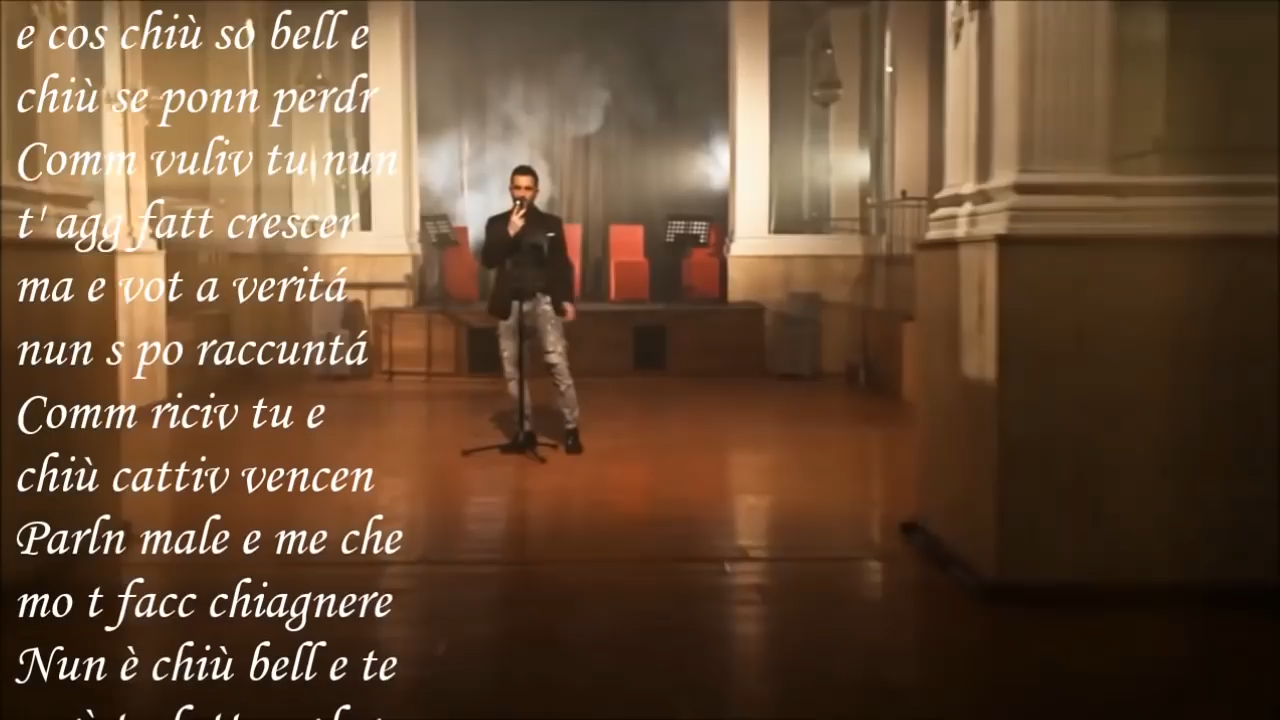 e cos chiù so bell e
chiù se ponn perdr
Comm vuliv tu nun
t' agg fatt crescer
ma e vot a veritá
nun s po raccuntá
Comm riciv tu e
chiù cattiv vencen
Parln male e me che
mo t facc chiagnere
Nun è chiù bell e te